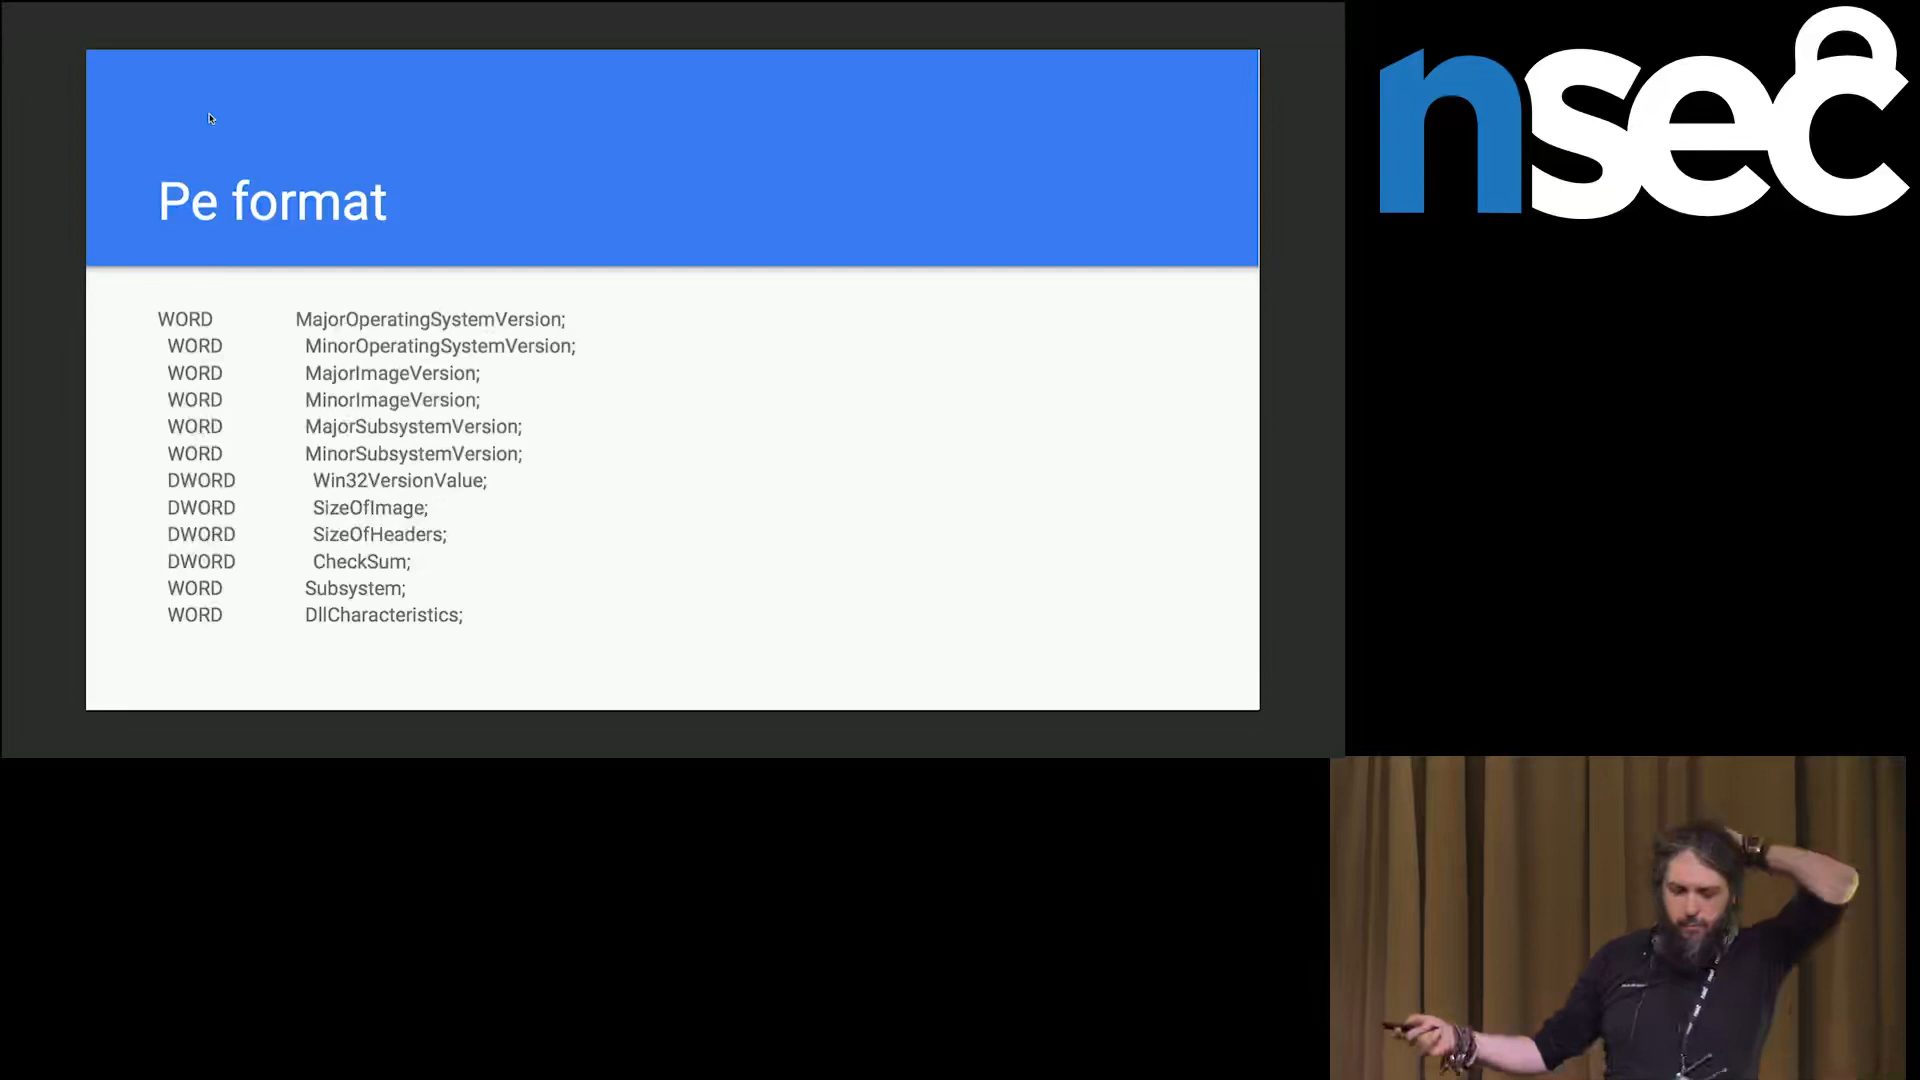 nsec
Pe format
WORD MajorOperatingSystemVersion;
WORD MinorOperatingSystemVersion;
WORD MajorImageVersion;
WORD MinorImageVersion;
WORD MajorSubsystemVersion;
WORD MinorSubsystemVersion;
DWORD Win32VersionValue;
DWORD SizeOfImage;
DWORD SizeOfHeaders;
DWORD CheckSum;
WORD Subsystem;
WORD DllCharacteristics;